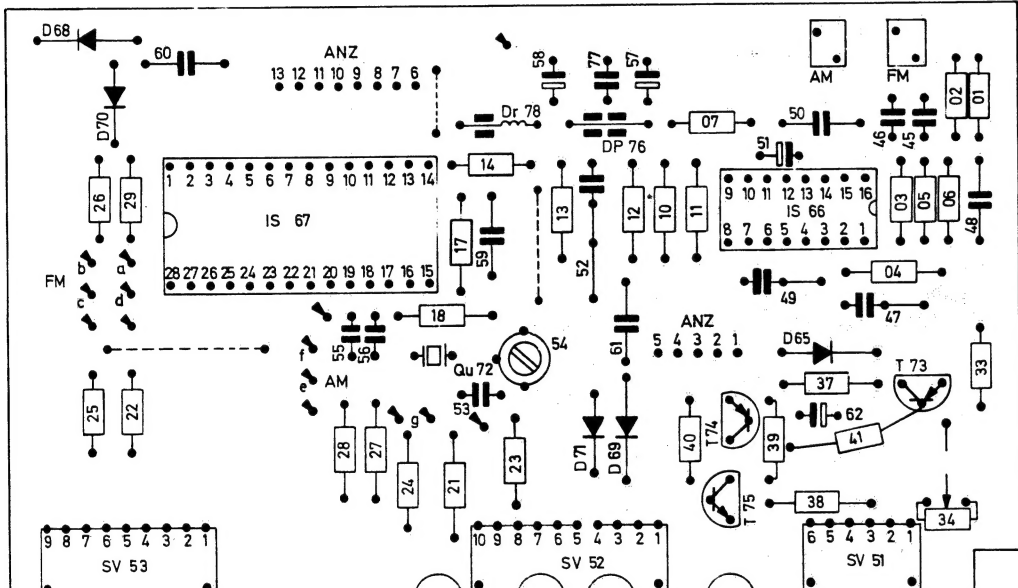 D68
60
ANZ
13 12 11 10 9 8 7 6
58
77
57
AM
FM
D70
Dr 78
DP 76
07
50
51
46
45
02
01
26
29
1 2 3 4 5 6 7 8 9 10 11 12 13 14
IS 67
28 27 26 25 24 23 22 21 20 19 18 17 16 15
14
17
59
13
52
12
10
11
9 10 11 12 13 14 15 16
IS 66
8 7 6 5 4 3 2 1
03
05
06
48
FM
b
a
c
d
04
49
47
18
55
56
f
e
AM
Qu 72
54
53
g
61
ANZ
5 4 3 2 1
D65
37
T 73
33
25
22
28
27
24
21
23
D71
D69
40
T 74
39
62
41
T 75
38
34
9 8 7 6 5 4 3 2 1
SV 53
10 9 8 7 6 5 4 3 2 1
SV 52
6 5 4 3 2 1
SV 51